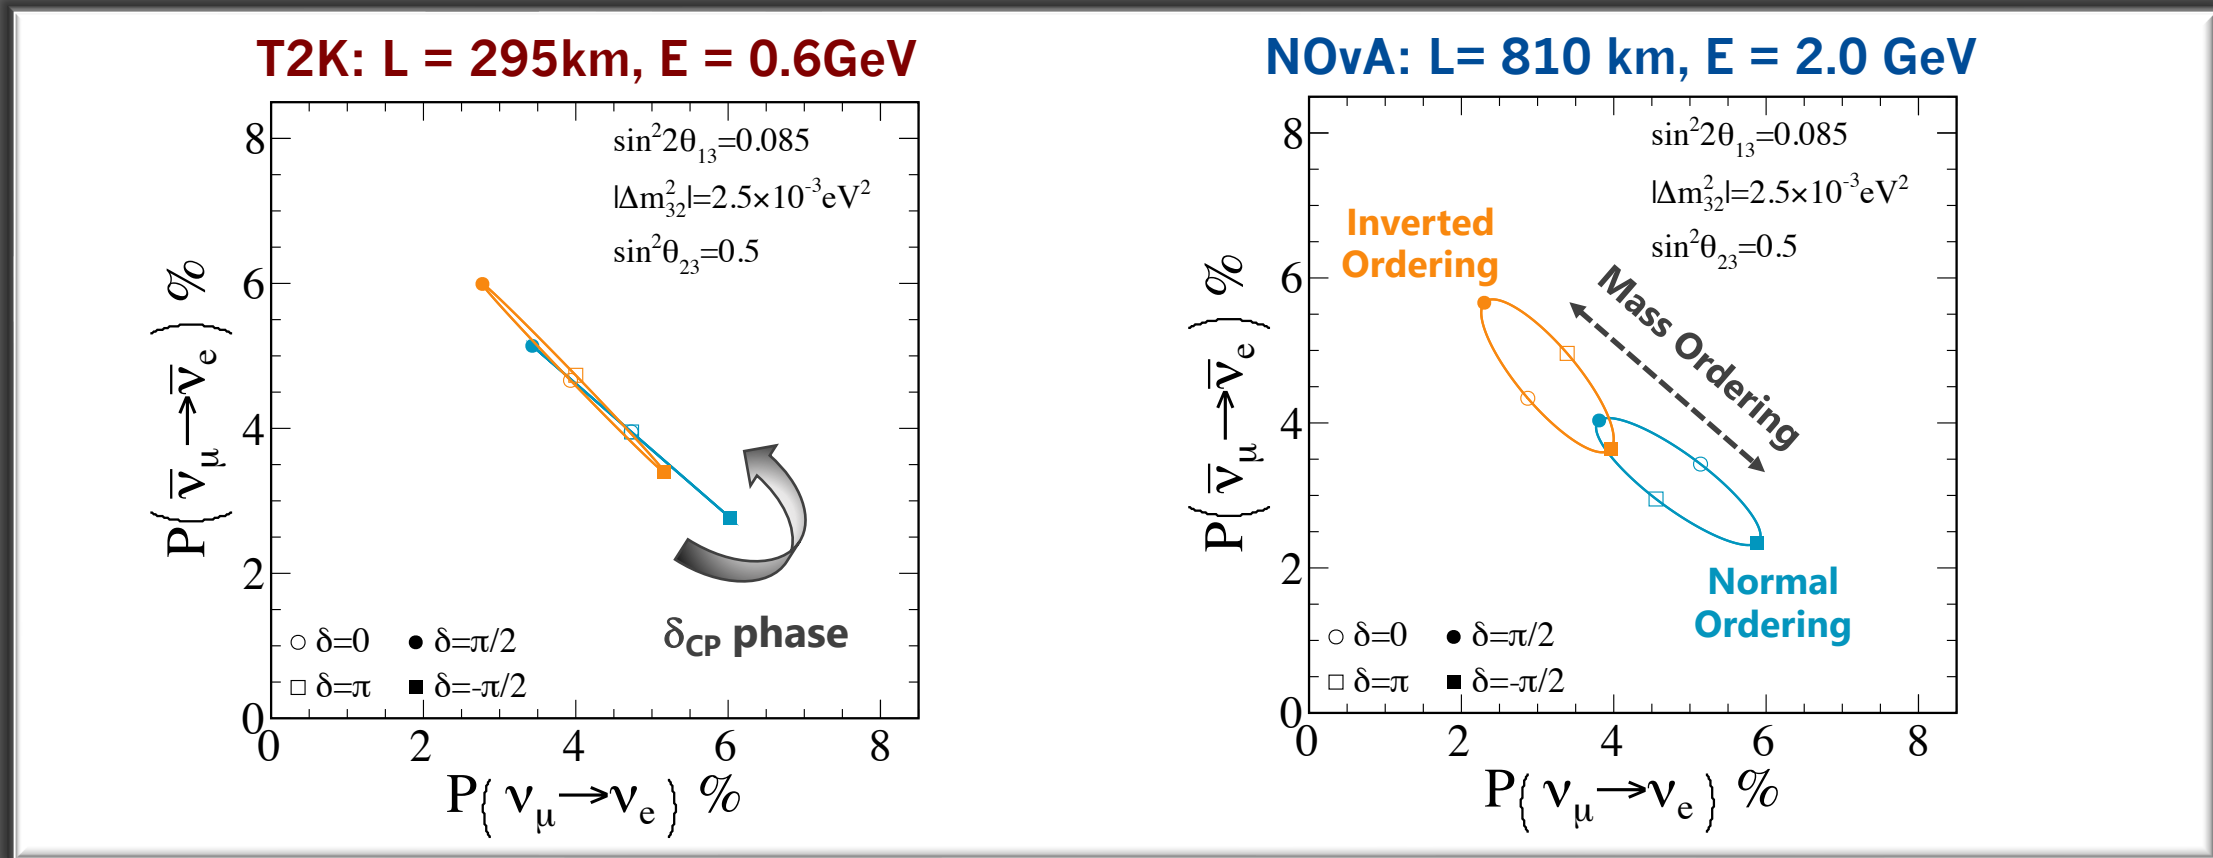 T2K: L = 295km, E = 0.6GeV
sin²2θ₁₃=0.085
|Δm²₃₂|=2.5×10⁻³eV²
sin²θ₂₃=0.5
8
6
4
2
0
P(ν̅μ→ν̅e) %
δCP phase
○ δ=0 ● δ=π/2
□ δ=π ■ δ=-π/2
0 2 4 6 8
P(νμ→νe) %
NOνA: L= 810 km, E = 2.0 GeV
sin²2θ₁₃=0.085
|Δm²₃₂|=2.5×10⁻³eV²
sin²θ₂₃=0.5
Inverted
Ordering
Mass Ordering
8
6
4
2
0
P(ν̅μ→ν̅e) %
Normal
Ordering
○ δ=0 ● δ=π/2
□ δ=π ■ δ=-π/2
0 2 4 6 8
P(νμ→νe) %